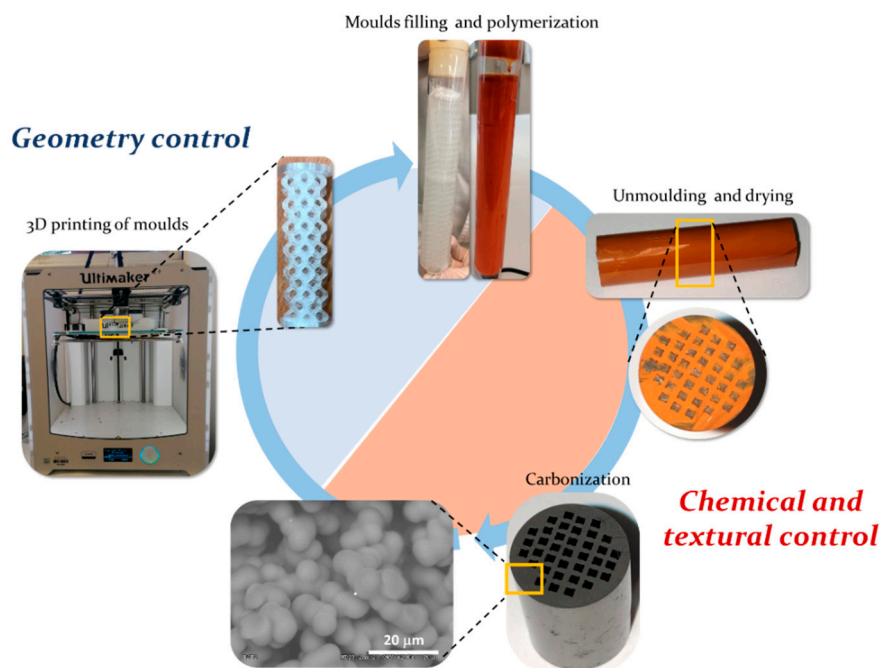 Moulds filling and polymerization
Geometry control
Unmoulding and drying
3D printing of moulds
Ultimaker
Carbonization
Chemical and
textural control
20 µm